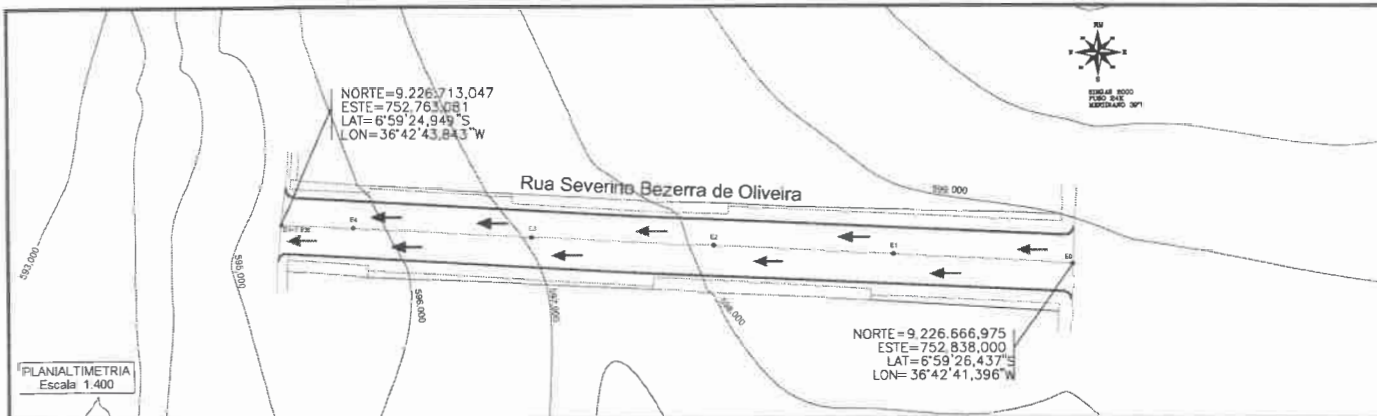 NORTE=9.226.713,047
ESTE=752.763,081
LAT=6°59'24,949"S
LON=36°42'43,843"W
S
FUSO 24S
Rua Severino Bezerra de Oliveira
599,000
E4
E3
E2
E1
E0
593,000
595,000
596,000
597,000
598,000
NORTE=9.226.666,975
ESTE=752.838,000
LAT=6°59'26,437"S
LON= 36°42'41,396"W
PLANIALTIMETRIA
Escala 1:400